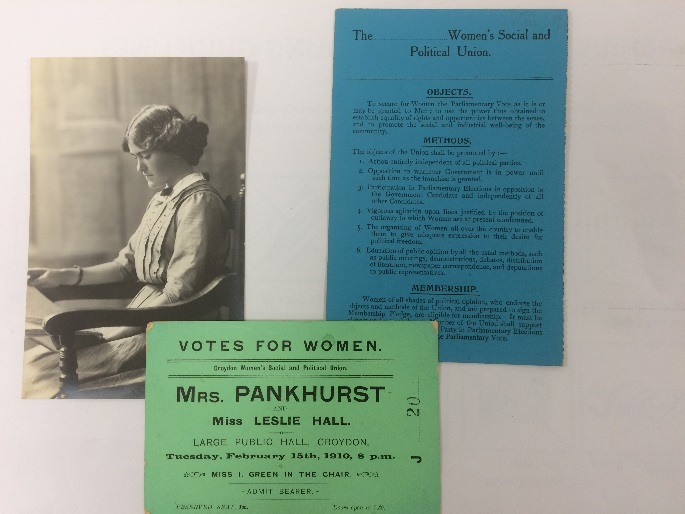 The Women's Social and
Political Union.
OBJECTS.
To secure for Women the Parliamentary Vote as it is or
may be granted to Men; to use the power thus obtained to
establish equality of rights and opportunities between the sexes,
and to promote the social and industrial well-being of the
community.
METHODS.
The objects of the Union shall be promoted by :—
1. Action entirely independent of all political parties.
2. Opposition to whatever Government is in power until
such time as the franchise is granted.
3. Participation in Parliamentary Elections in opposition to
the Government Candidate and independently of all
other Candidates.
4. Vigorous agitation upon lines justified by the position of
outlawry to which Women are at present condemned.
5. The organizing of Women all over the country to enable
them to give adequate expression to their desire for
political freedom.
6. Education of public opinion by all the usual methods, such
as public meetings, demonstrations, debates, distribution
of literature, newspaper correspondence, and deputations
to public representatives.
MEMBERSHIP.
Women of all shades of political opinion, who endorse the
objects and methods of the Union, and are prepared to sign the
Membership Pledge, are eligible for membership. It must be
member of the Union shall support
Party in Parliamentary Elections
Parliamentary Vote.
VOTES FOR WOMEN.
Croydon Women's Social and Political Union.
MRS. PANKHURST
AND
MISS LESLIE HALL.
LARGE PUBLIC HALL, CROYDON,
Tuesday, February 15th, 1910, 8 p.m.
MISS I. GREEN IN THE CHAIR.
- ADMIT BEARER. -
RESERVED SEAT, Doors open at
J 20